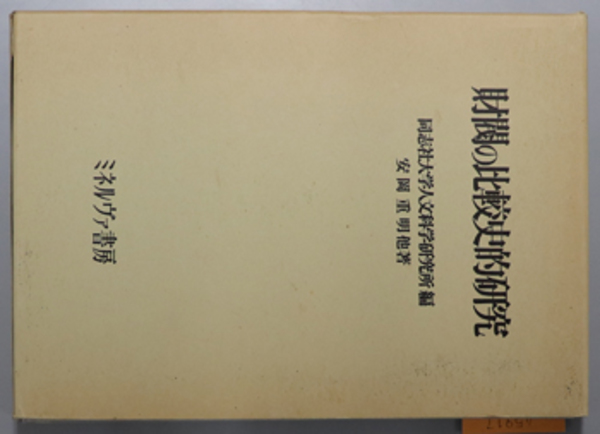 財閥の比較史的研究
同志社大学人文科学研究所 編
安岡重明他著
ミネルヴァ書房